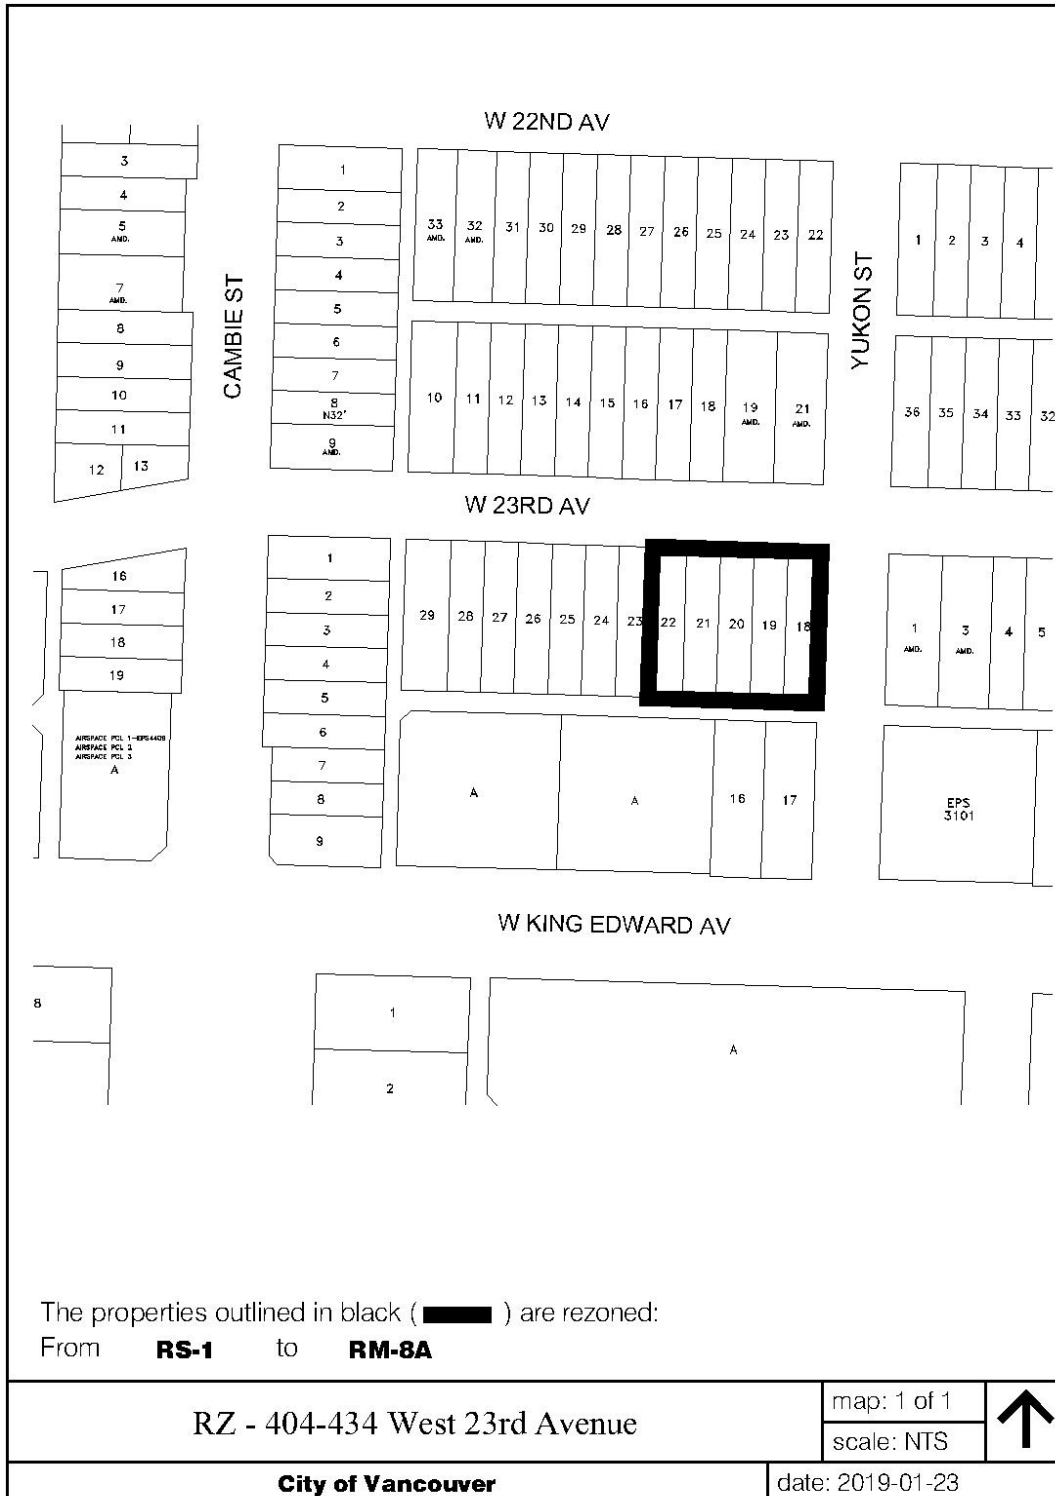 W 22ND AV
3
4
5
AMD.
7
AMD.
8
9
10
11
12 13
CAMBIE ST
1
2
3
4
5
6
7
8
N32'
9
AMD.
33
AMD.
32
AMD.
31 30 29 28 27 26 25 24 23 22
10 11 12 13 14 15 16 17 18
19
AMD.
21
AMD.
YUKON ST
1 2 3 4
36 35 34 33 32
W 23RD AV
16
17
18
19
AIRSPACE PCL 1-EPS4409
AIRSPACE PCL 2
AIRSPACE PCL 3
A
1
2
3
4
5
6
7
8
9
29 28 27 26 25 24 23 22 21 20 19 18
A A 16 17
1
AMD.
3
AMD.
4 5
EPS
3101
W KING EDWARD AV
8
1
2
A
The properties outlined in black ( ) are rezoned:
From RS-1 to RM-8A
RZ - 404-434 West 23rd Avenue
map: 1 of 1
scale: NTS
City of Vancouver
date: 2019-01-23